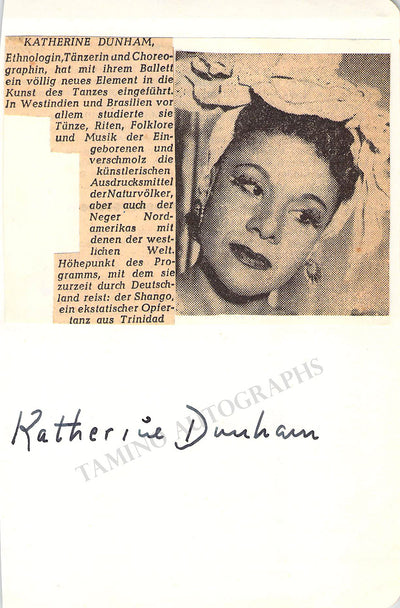 KATHERINE DUNHAM,
Ethnologin,Tänzerin und Choreo-
graphin, hat mit ihrem Ballett
ein völlig neues Element in die
Kunst des Tanzes eingeführt.
In Westindien und Brasilien vor
allem studierte sie
Tänze, Riten, Folklore
und Musik der Ein-
geborenen und
verschmolz die
künstlerischen
Ausdrucksmittel
derNaturvölker,
aber auch der
Neger Nord-
amerikas mit
denen der west-
lichen Welt.
Höhepunkt des Pro-
gramms, mit dem sie
zurzeit durch Deutsch-
land reist: der Shango,
ein ekstatischer Opfer-
tanz aus Trinidad
Katherine Dunham
TAMINO AUTOGRAPHS